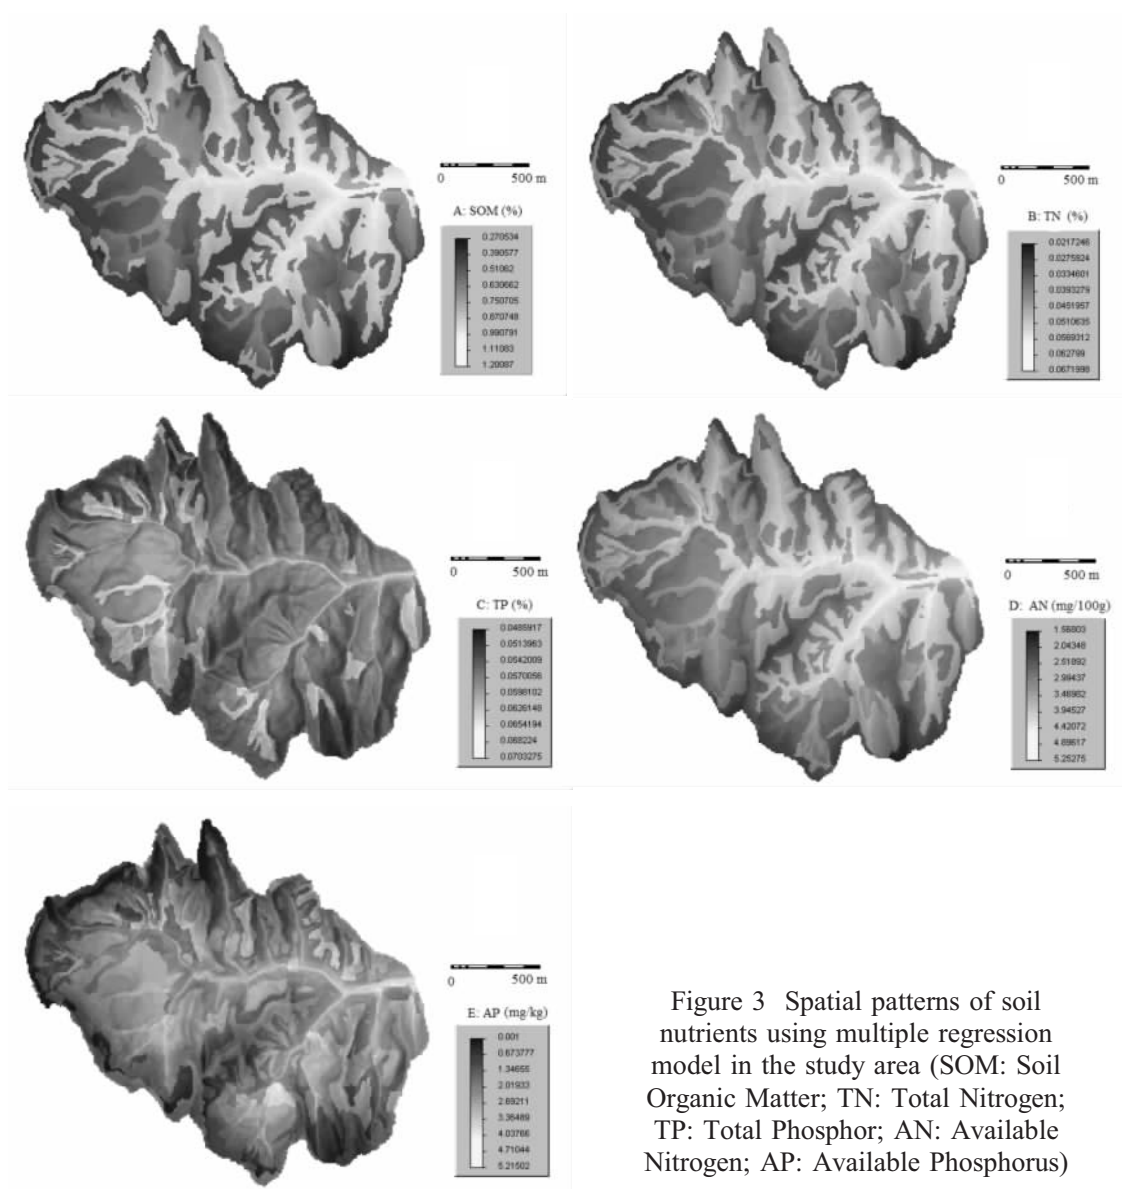 0 500 m
A: SOM (%)
0.270534
0.390577
0.51062
0.630662
0.750705
0.870748
0.990791
1.11083
1.20087
0 500 m
B: TN (%)
0.0217246
0.0275924
0.0334601
0.0393279
0.0451957
0.0510635
0.0569312
0.062799
0.0671998
0 500 m
C: TP (%)
0.0485917
0.0513963
0.0542009
0.0570056
0.0598102
0.0626148
0.0654194
0.068224
0.0703275
0 500 m
D: AN (mg/100g)
1.56803
2.04348
2.51892
2.99437
3.46982
3.94527
4.42072
4.89617
5.25275
0 500 m
E: AP (mg/kg)
0.001
0.673777
1.34655
2.01933
2.69211
3.36489
4.03766
4.71044
5.21502
Figure 3 Spatial patterns of soil
nutrients using multiple regression
model in the study area (SOM: Soil
Organic Matter; TN: Total Nitrogen;
TP: Total Phosphor; AN: Available
Nitrogen; AP: Available Phosphorus)